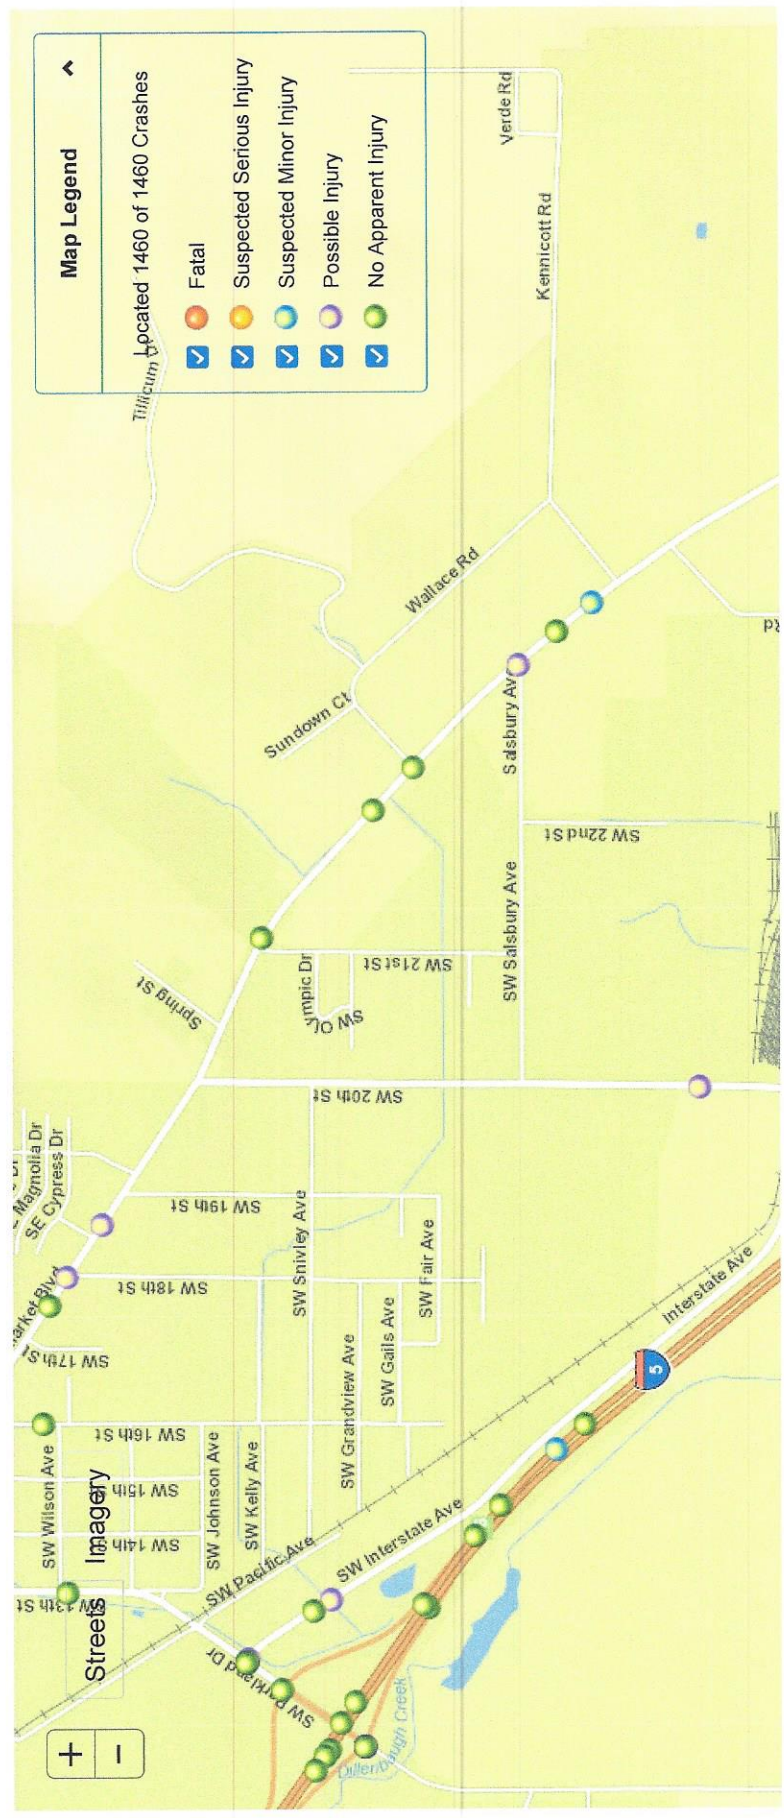 Map Legend
Located 1460 of 1460 Crashes
Fatal
Suspected Serious Injury
Suspected Minor Injury
Possible Injury
No Apparent Injury
Streets
Imagery
+
−
Tillicum Dr
Verde Rd
Kennicott Rd
Wallace Rd
Sundown Ct
Salsbury Ave
Rd
SW 22nd St
SW Salsbury Ave
SW 21st St
ympic Dr
SW Ol
Spring St
SW 20th St
Magnolia Dr
SE Cypress Dr
SW 19th St
SW Snivley Ave
SW Fair Ave
arket Blvd
SW 18th St
SW 17th St
SW Gails Ave
SW Grandview Ave
Interstate Ave
5
SW 16th St
SW Wilson Ave
SW 15th St
SW Johnson Ave
SW Kelly Ave
SW 14th St
SW 13th St
SW Pacific Ave
SW Interstate Ave
SW Parkland Dr
Dillenbaugh Creek